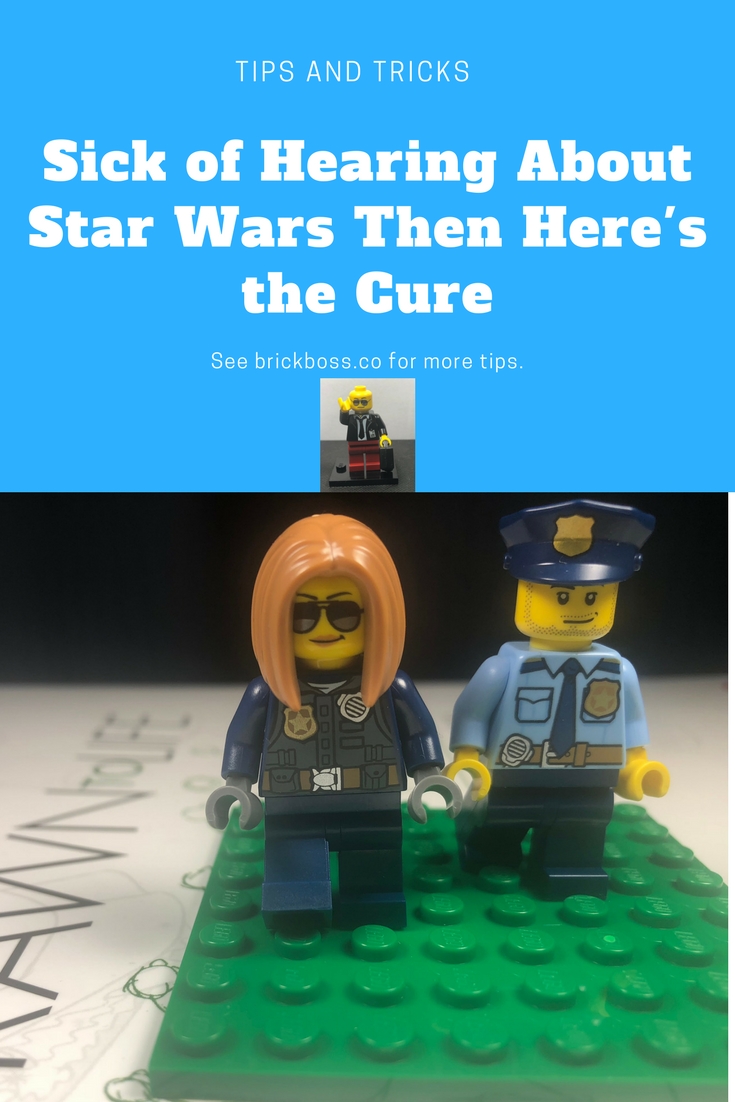 TIPS AND TRICKS
Sick of Hearing About
Star Wars Then Here's
the Cure
See brickboss.co for more tips.
toLIFE